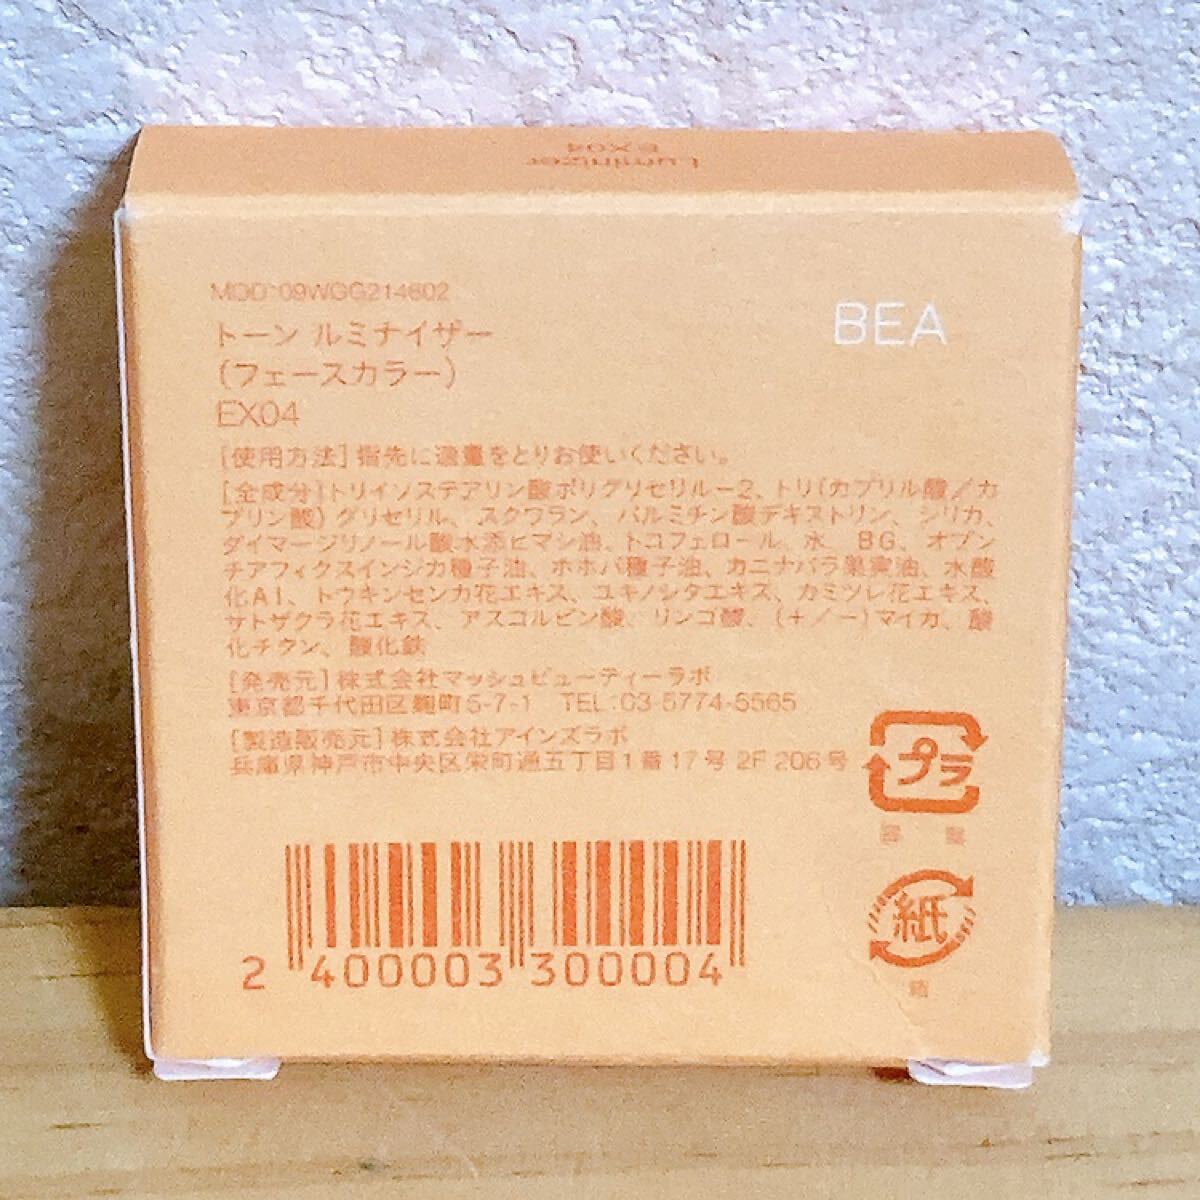 Luminizer
EX04
MOD:09WGG214602
BEA
トーン ルミナイザー
(フェースカラー)
EX04
[使用方法]指先に適量をとりお使いください。
[全成分]トリイソステアリン酸ポリグリセリル-2、トリ(カプリル酸/カ
プリン酸)グリセリル、スクワラン、パルミチン酸デキストリン、シリカ、
ダイマージリノール酸水添ヒマシ油、トコフェロール、水、BG、オプン
チアフィクスインジカ種子油、ホホバ種子油、カニナバラ果実油、水酸
化Al、トウキンセンカ花エキス、ユキノシタエキス、カミツレ花エキス、
サトザクラ花エキス、アスコルビン酸、リンゴ酸、(+/-)マイカ、酸
化チタン、酸化鉄
[発売元]株式会社マッシュビューティーラボ
東京都千代田区麹町5-7-1 TEL:03-5774-5565
[製造販売元]株式会社アインズラボ
兵庫県神戸市中央区栄町通五丁目1番17号 2F 206号
プラ
容器
紙
箱
2 400003 300004